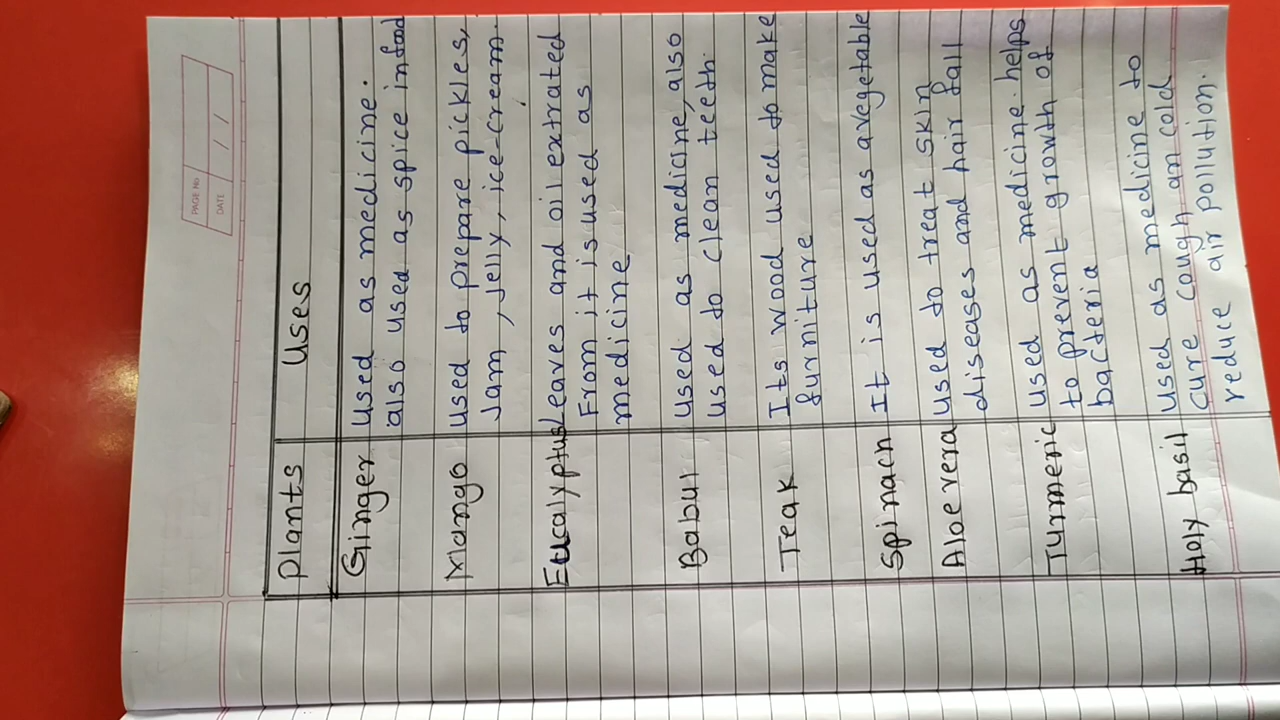 PAGE No
DATE / /
Plants Uses
Ginger Used as medicine.
also used as spice in food
Mango used to prepare pickles,
Jam, Jelly, ice-cream.
Eucalyptus Leaves and oil extrated
From it is used as
medicine
Babul used as medicine, also
used to clean teeth
Teak Its wood used to make
furniture
Spinach It is used as a vegetable
Aloe vera used to treat skin
diseases and hair fall
Turmeric used as medicine. helps
to prevent growth of
bacteria
Holy basil Used as medicine to
cure cough an cold
reduce air pollution.